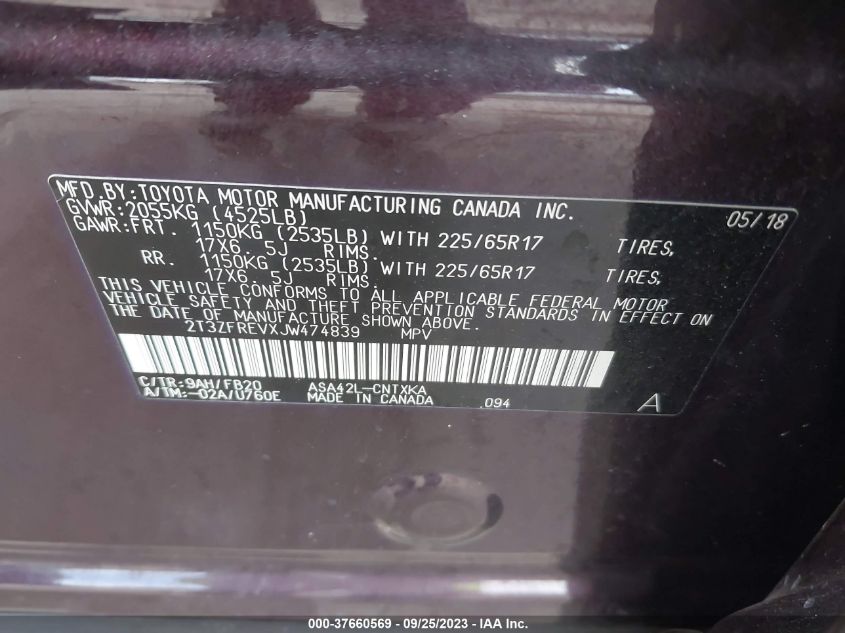 MFD. BY:TOYOTA MOTOR MANUFACTURING CANADA INC.
GVWR:2055KG (4525LB) 05/18
GAWR:FRT. 1150KG (2535LB) WITH 225/65R17 TIRES,
17X6. 5J RIMS.
RR. 1150KG (2535LB) WITH 225/65R17 TIRES,
17X6. 5J RIMS.
THIS VEHICLE CONFORMS TO ALL APPLICABLE FEDERAL MOTOR
VEHICLE SAFETY AND THEFT PREVENTION STANDARDS IN EFFECT ON
THE DATE OF MANUFACTURE SHOWN ABOVE.
2T3ZFREVXJW474839 MPV
C/TR:9AH/FB20 ASA42L-CNTXKA
A/TM:-02A/U760E MADE IN CANADA 094 A
000-37660569 / 09/25/2023 - © IAA Inc.